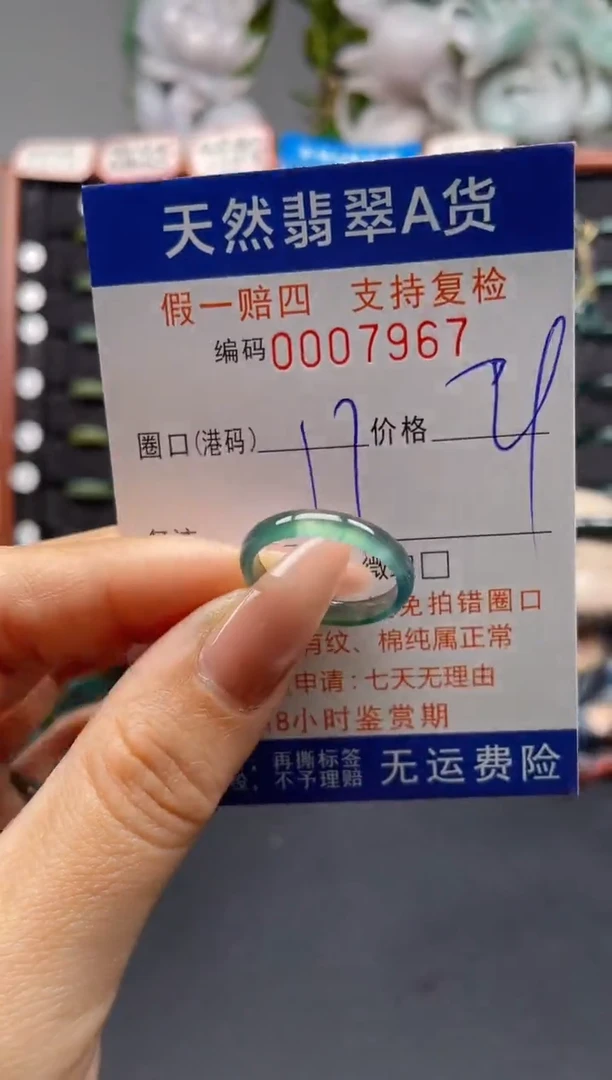 天然翡翠A货
假一赔四 支持复检
编码0007967
圈口(港码) 17 价格
微 口
免拍错圈口
有纹、棉纯属正常
申请：七天无理由
8小时鉴赏期
再撕标签
不予理赔
无运费险